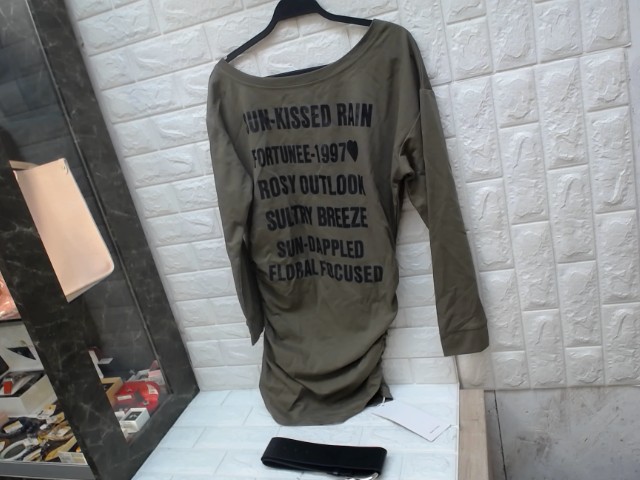 SUN-KISSED RAIN
FORTUNEE-1997♥
ROSY OUTLOOK
SULTRY BREEZE
SUN-DAPPLED
FLORAL FOCUSED